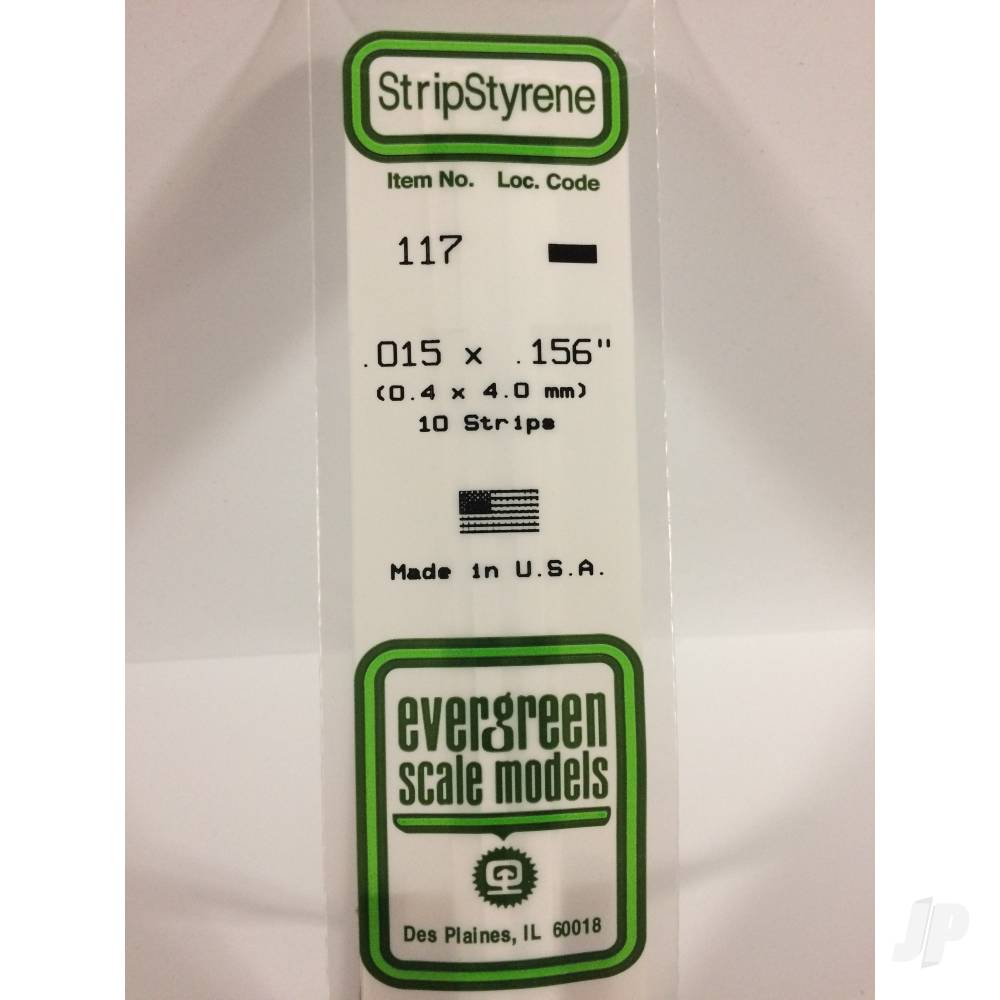 StripStyrene
Item No. Loc. Code
117
.015 x .156"
(0.4 x 4.0 mm)
10 Strips
Made in U.S.A.
evergreen
scale models
Des Plaines, IL 60018
JP